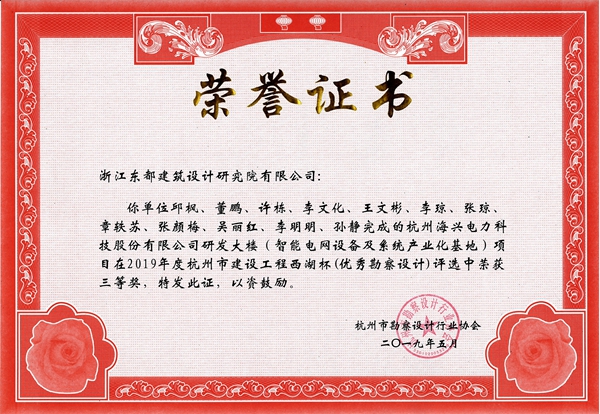 荣誉证书
浙江东都建筑设计研究院有限公司：
你单位邱枫、董鹏、许栋、李文化、王文彬、李琼、张琼、
章轶苏、张颜梅、吴丽红、李明明、孙静完成的杭州海兴电力科
技股份有限公司研发大楼（智能电网设备及系统产业化基地）项
目在2019年度杭州市建设工程西湖杯(优秀勘察设计)评选中荣获
三等奖，特发此证，以资鼓励。
杭州市勘察设计行业协会
二〇一九年五月